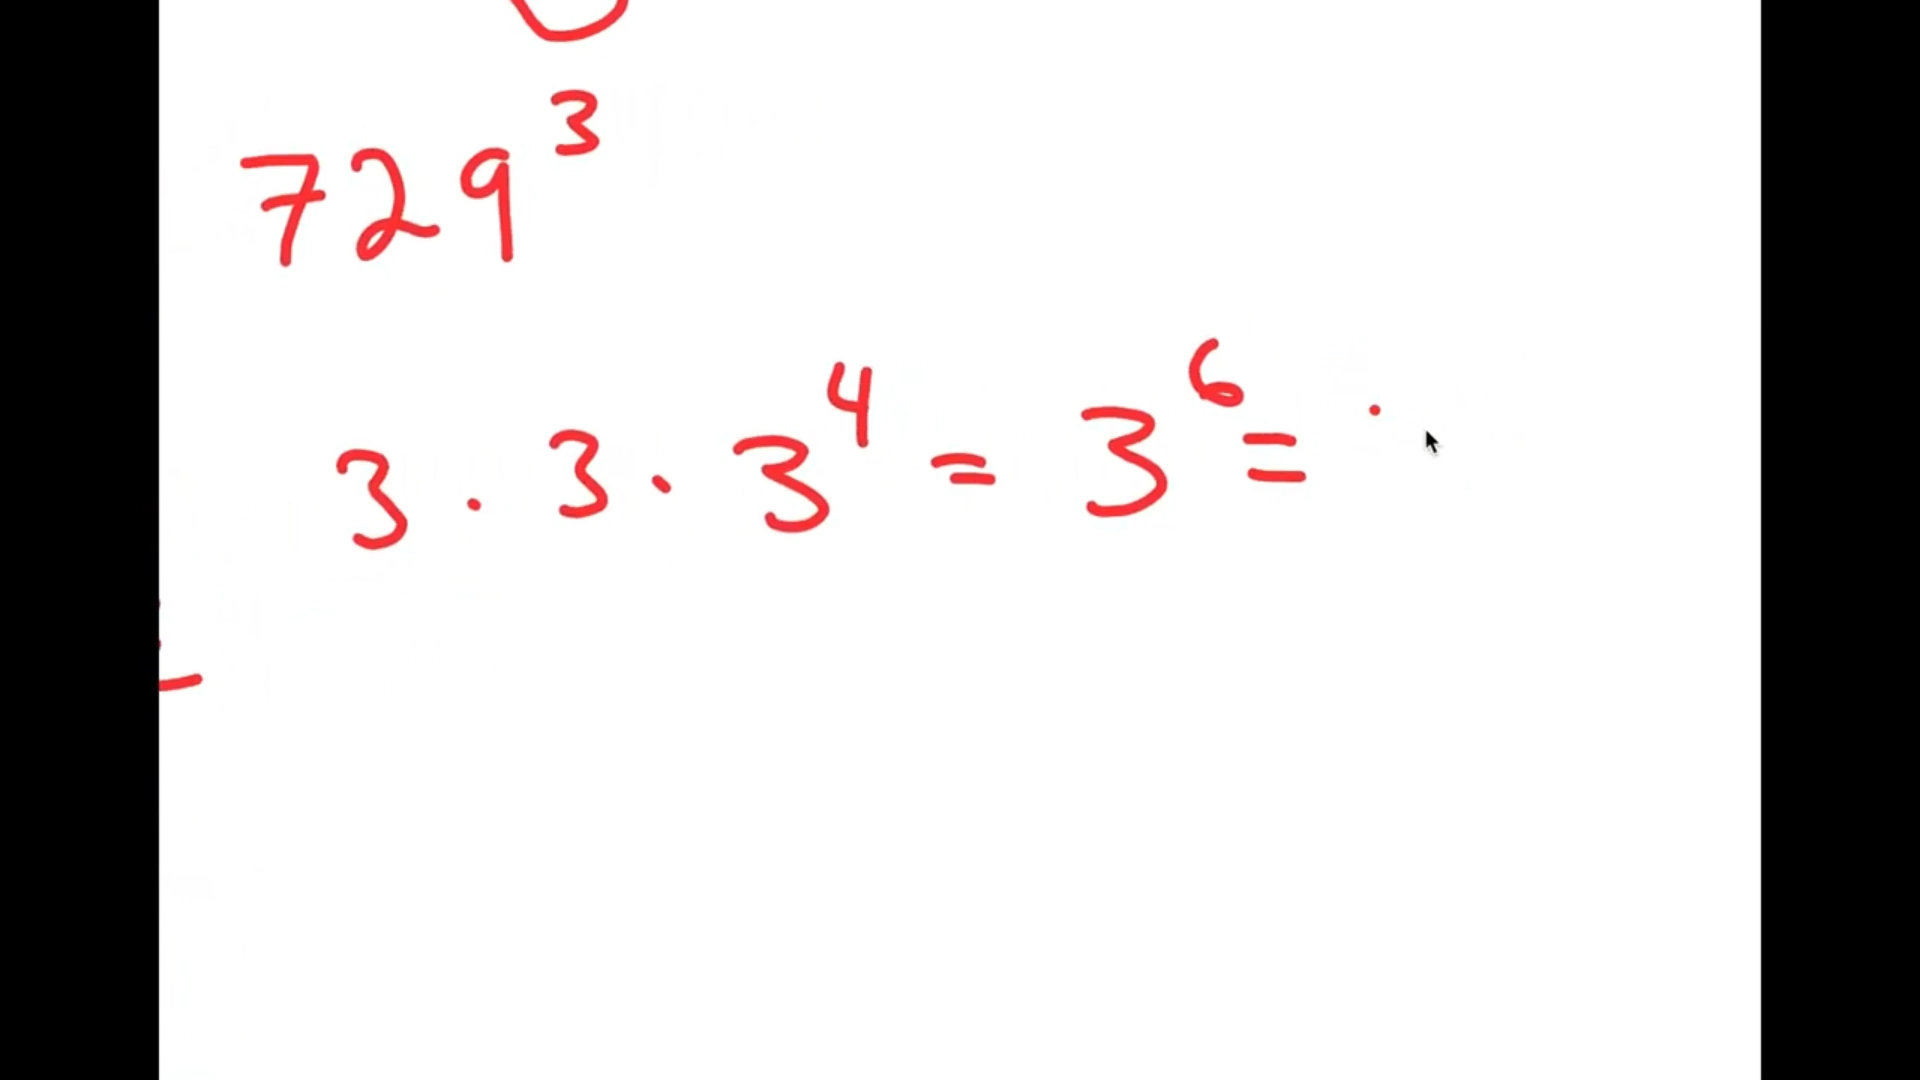 729³
3 · 3 · 3⁴ = 3⁶ =